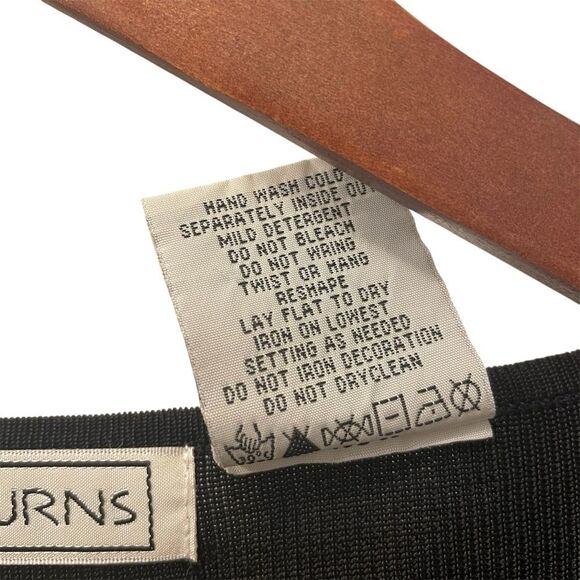 HAND WASH COLD
SEPARATELY INSIDE OUT
MILD DETERGENT
DO NOT BLEACH
DO NOT WRING
TWIST OR HANG
RESHAPE
LAY FLAT TO DRY
IRON ON LOWEST
SETTING AS NEEDED
DO NOT IRON DECORATION
DO NOT DRYCLEAN
30°C
URNS